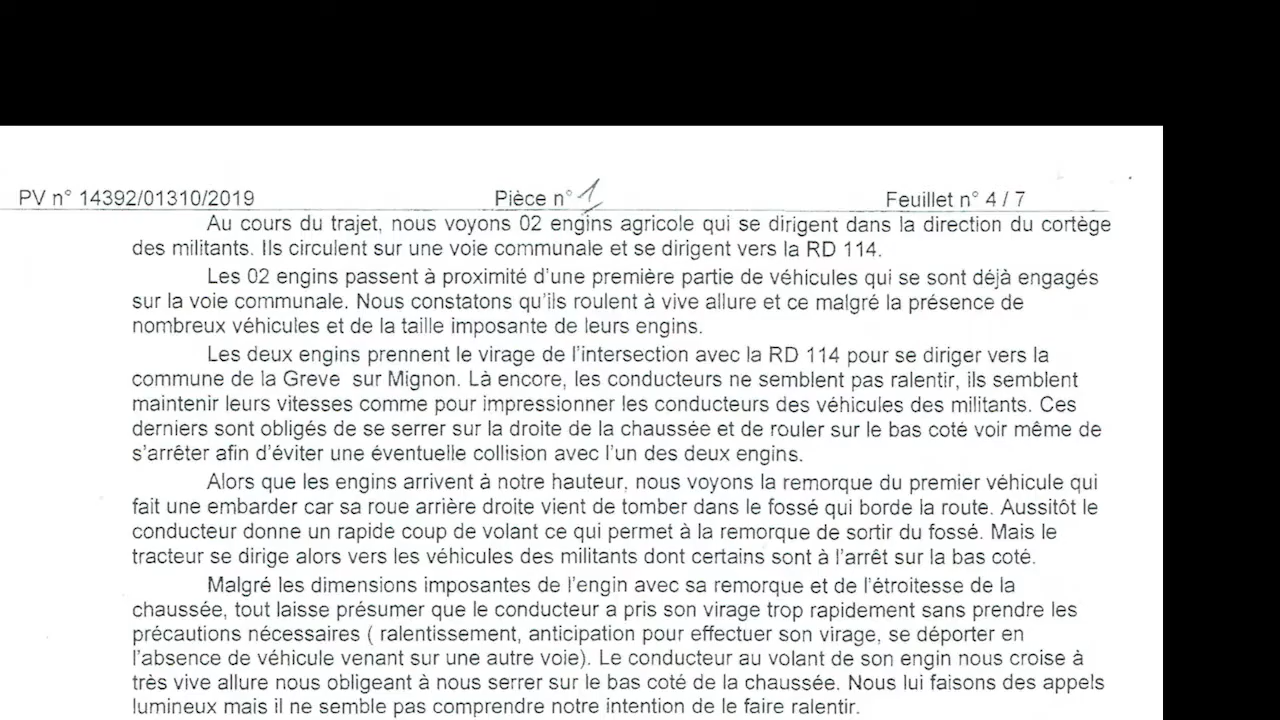 PV n° 14392/01310/2019 Pièce n° 1 Feuillet n° 4 / 7
Au cours du trajet, nous voyons 02 engins agricole qui se dirigent dans la direction du cortège
des militants. Ils circulent sur une voie communale et se dirigent vers la RD 114.
Les 02 engins passent à proximité d'une première partie de véhicules qui se sont déjà engagés
sur la voie communale. Nous constatons qu'ils roulent à vive allure et ce malgré la présence de
nombreux véhicules et de la taille imposante de leurs engins.
Les deux engins prennent le virage de l'intersection avec la RD 114 pour se diriger vers la
commune de la Greve sur Mignon. Là encore, les conducteurs ne semblent pas ralentir, ils semblent
maintenir leurs vitesses comme pour impressionner les conducteurs des véhicules des militants. Ces
derniers sont obligés de se serrer sur la droite de la chaussée et de rouler sur le bas coté voir même de
s'arrêter afin d'éviter une éventuelle collision avec l'un des deux engins.
Alors que les engins arrivent à notre hauteur, nous voyons la remorque du premier véhicule qui
fait une embarder car sa roue arrière droite vient de tomber dans le fossé qui borde la route. Aussitôt le
conducteur donne un rapide coup de volant ce qui permet à la remorque de sortir du fossé. Mais le
tracteur se dirige alors vers les véhicules des militants dont certains sont à l'arrêt sur la bas coté.
Malgré les dimensions imposantes de l'engin avec sa remorque et de l'étroitesse de la
chaussée, tout laisse présumer que le conducteur a pris son virage trop rapidement sans prendre les
précautions nécessaires ( ralentissement, anticipation pour effectuer son virage, se déporter en
l'absence de véhicule venant sur une autre voie). Le conducteur au volant de son engin nous croise à
très vive allure nous obligeant à nous serrer sur le bas coté de la chaussée. Nous lui faisons des appels
lumineux mais il ne semble pas comprendre notre intention de le faire ralentir.